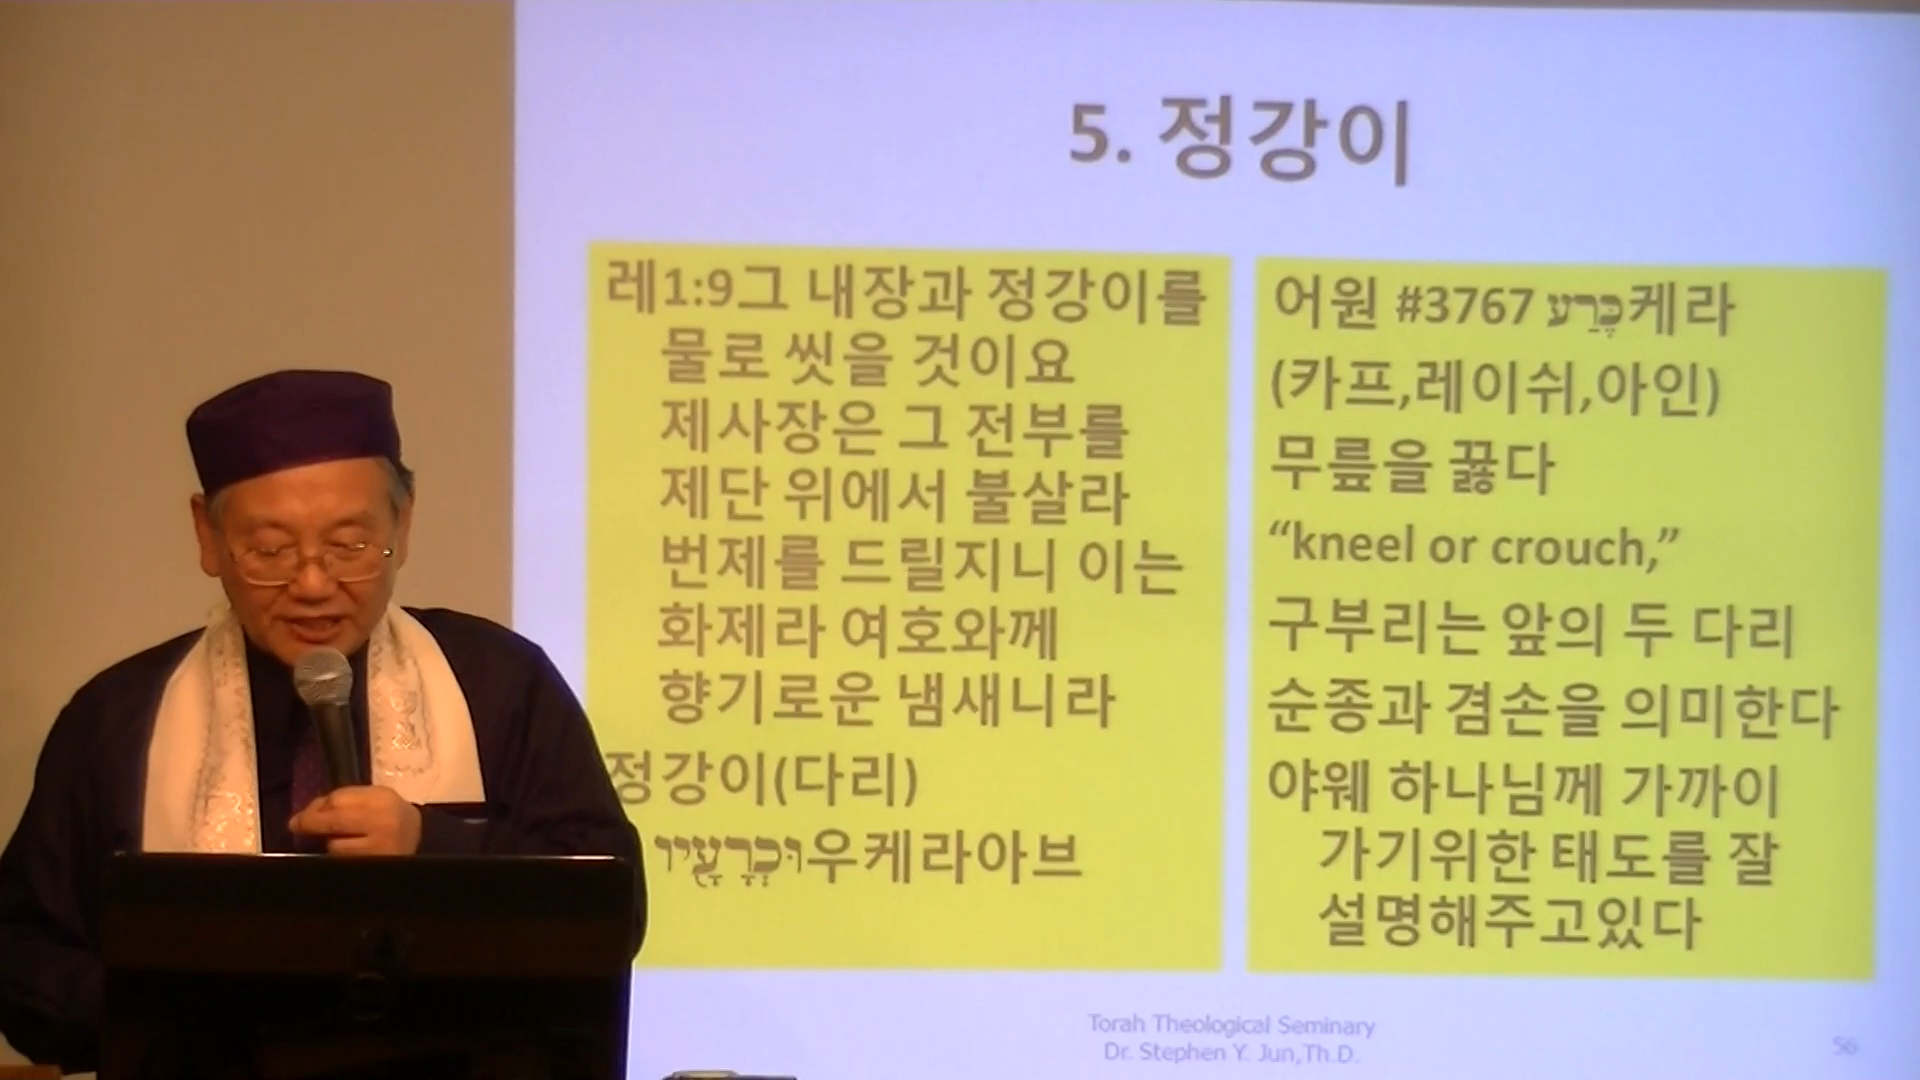 5. 정강이
레1:9그 내장과 정강이를
물로 씻을 것이요
제사장은 그 전부를
제단 위에서 불살라
번제를 드릴지니 이는
화제라 여호와께
향기로운 냄새니라
정강이(다리)
וּכְרָעָ֖יו우케라아브
어원 #3767 כֶּרַע케라
(카프,레이쉬,아인)
무릎을 꿇다
“kneel or crouch,”
구부리는 앞의 두 다리
순종과 겸손을 의미한다
야웨 하나님께 가까이
가기위한 태도를 잘
설명해주고있다
Torah Theological Seminary
Dr. Stephen Y. Jun,Th.D.
56